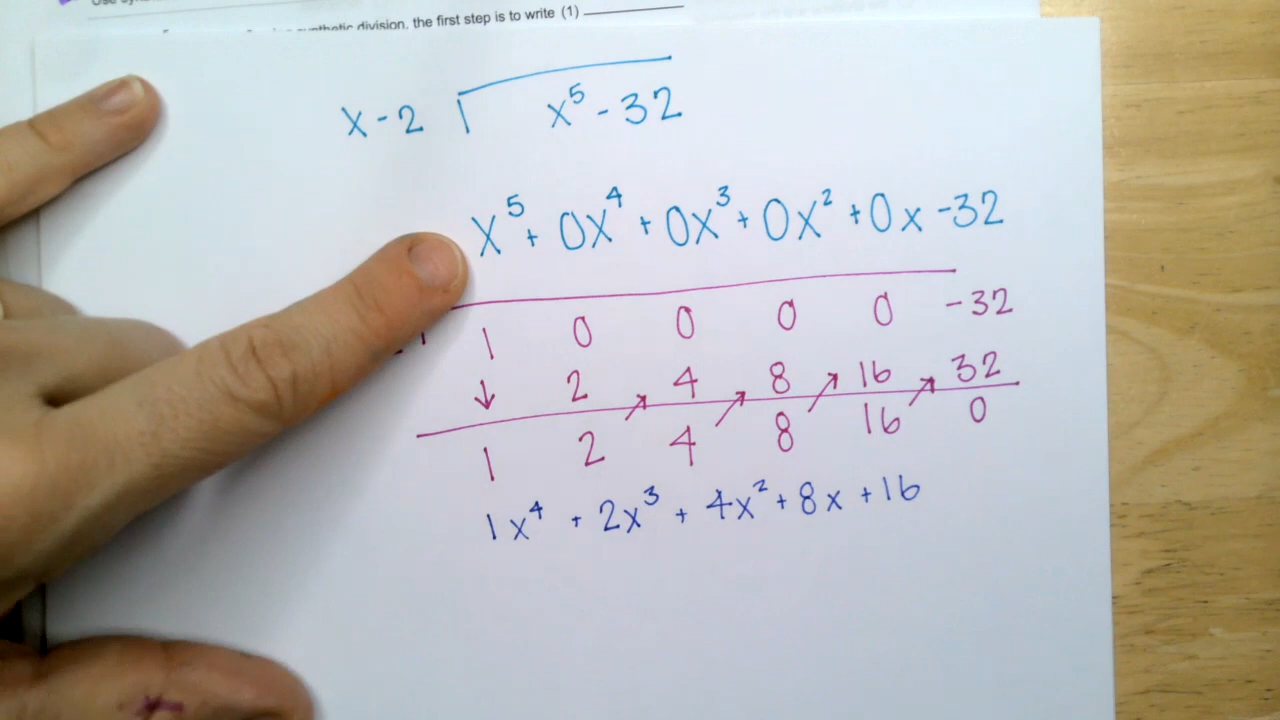 the first step is to write (1)
x-2 x⁵-32
x⁵+0x⁴+0x³+0x²+0x-32
1 0 0 0 0 -32
↓ 2 4 8 16 32
1 2 4 8 16 0
1x⁴+2x³+4x²+8x+16